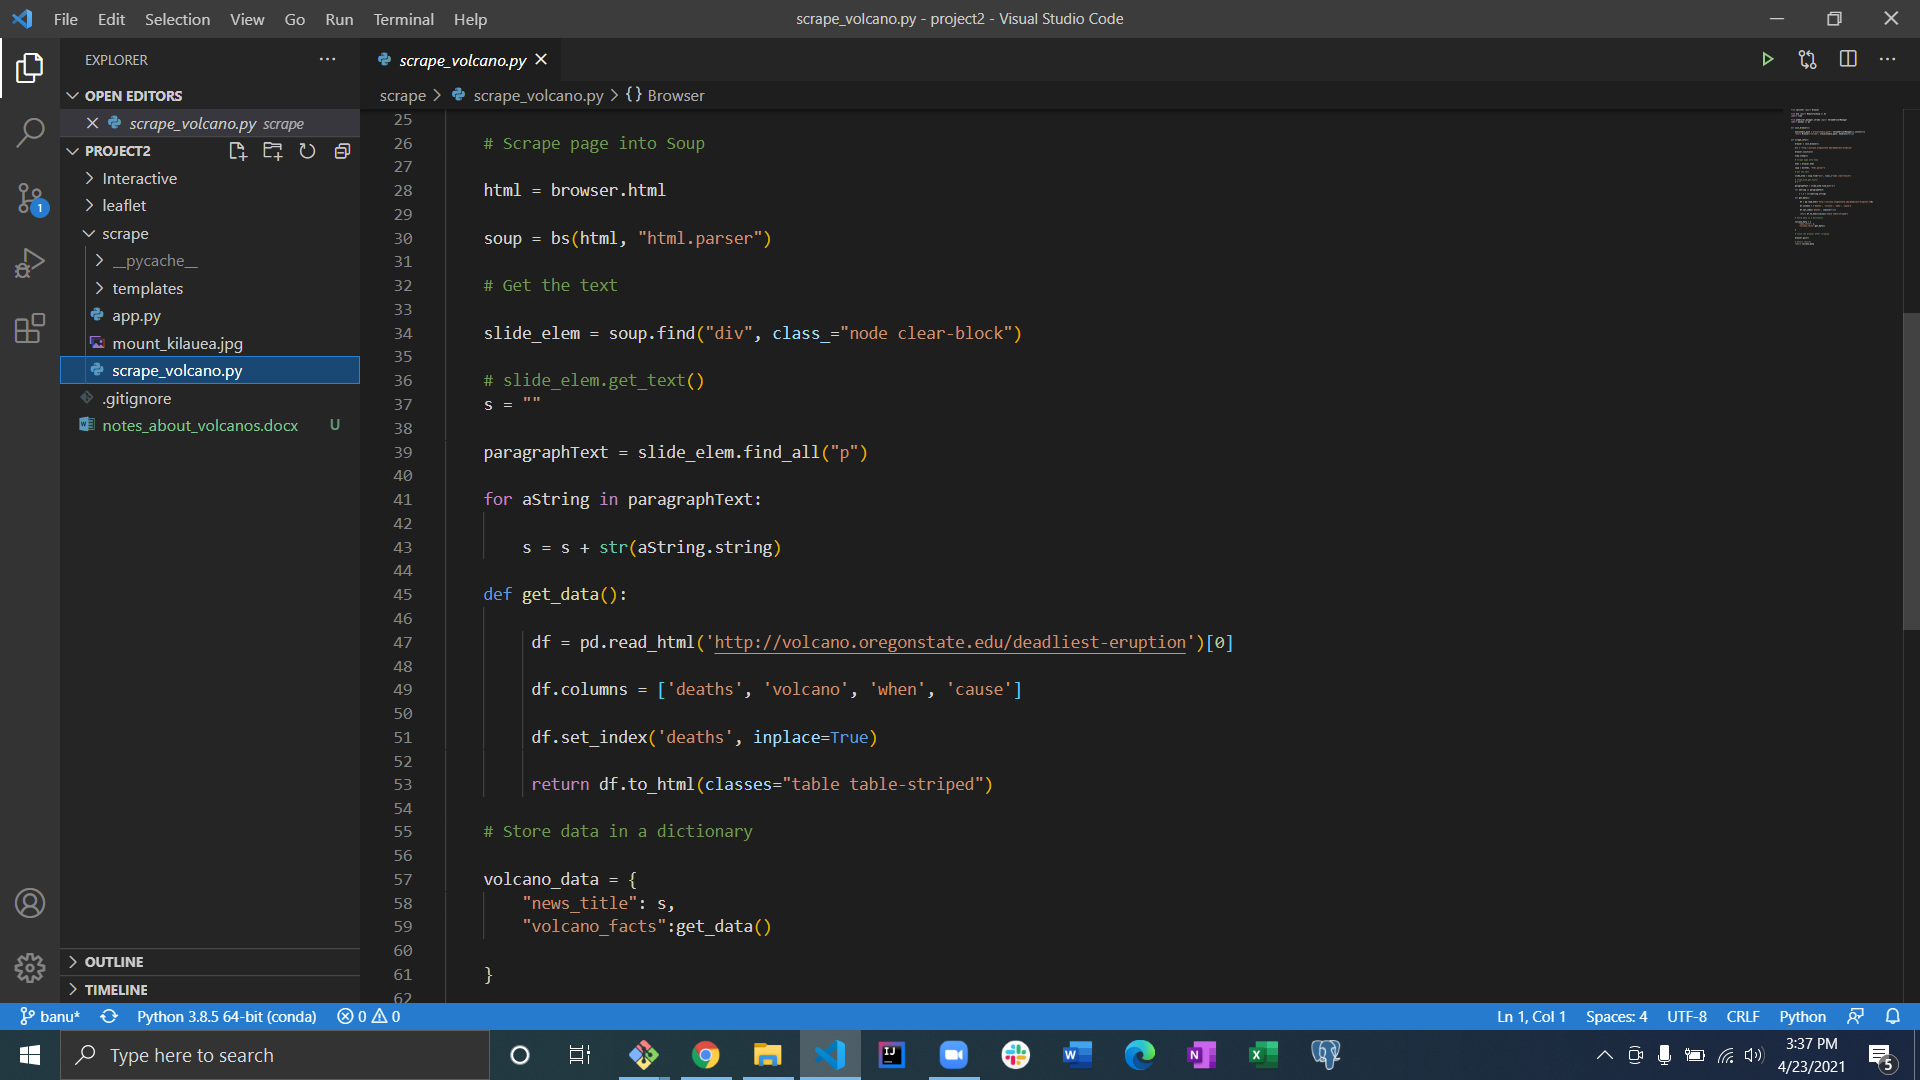 File Edit Selection View Go Run Terminal Help
scrape_volcano.py - project2 - Visual Studio Code
EXPLORER
OPEN EDITORS
scrape_volcano.py scrape
PROJECT2
Interactive
leaflet
scrape
__pycache__
templates
app.py
mount_kilauea.jpg
scrape_volcano.py
.gitignore
notes_about_volcanos.docx U
OUTLINE
TIMELINE
scrape_volcano.py
scrape > scrape_volcano.py > {} Browser
25
26 # Scrape page into Soup
27
28 html = browser.html
29
30 soup = bs(html, "html.parser")
31
32 # Get the text
33
34 slide_elem = soup.find("div", class_="node clear-block")
35
36 # slide_elem.get_text()
37 s = ""
38
39 paragraphText = slide_elem.find_all("p")
40
41 for aString in paragraphText:
42
43 s = s + str(aString.string)
44
45 def get_data():
46
47 df = pd.read_html('http://volcano.oregonstate.edu/deadliest-eruption')[0]
48
49 df.columns = ['deaths', 'volcano', 'when', 'cause']
50
51 df.set_index('deaths', inplace=True)
52
53 return df.to_html(classes="table table-striped")
54
55 # Store data in a dictionary
56
57 volcano_data = {
58 "news_title": s,
59 "volcano_facts":get_data()
60
61 }
62
1
banu* Python 3.8.5 64-bit (conda) 0 0
Ln 1, Col 1 Spaces: 4 UTF-8 CRLF Python
Type here to search
3:37 PM
4/23/2021
5